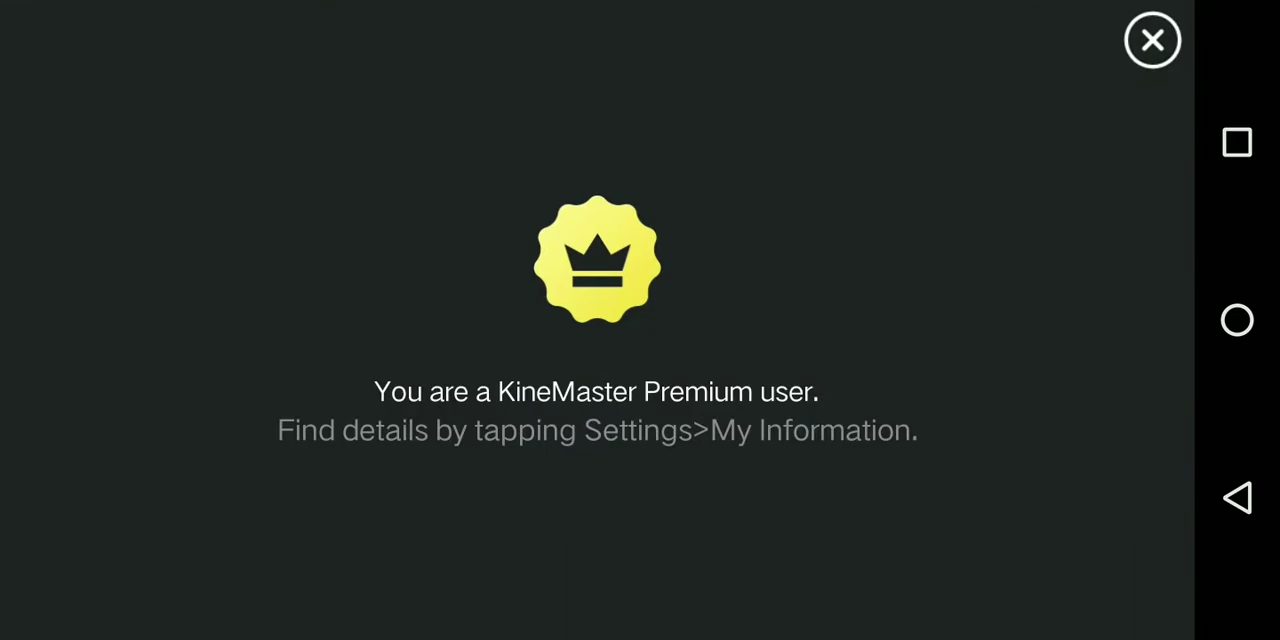 You are a KineMaster Premium user.
Find details by tapping Settings>My Information.